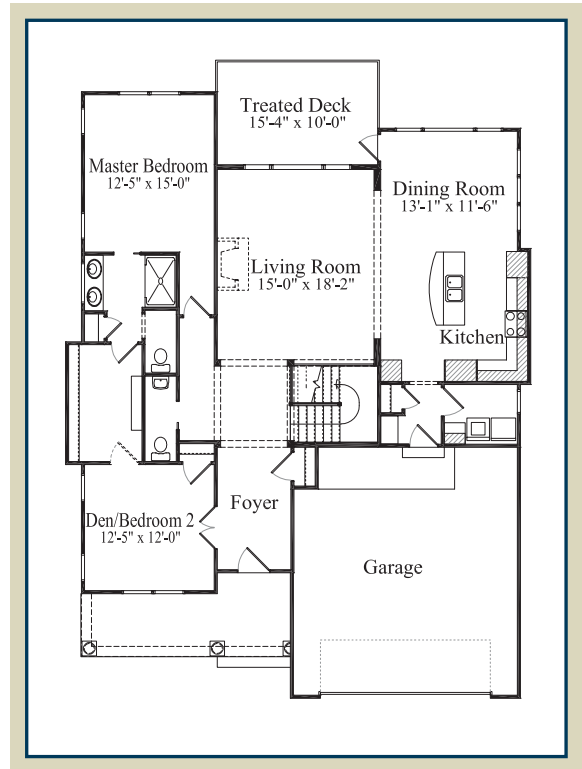 Treated Deck
15'-4" x 10'-0"
Master Bedroom
12'-5" x 15'-0"
Dining Room
13'-1" x 11'-6"
Living Room
15'-0" x 18'-2"
Kitchen
Foyer
Den/Bedroom 2
12'-5" x 12'-0"
Garage